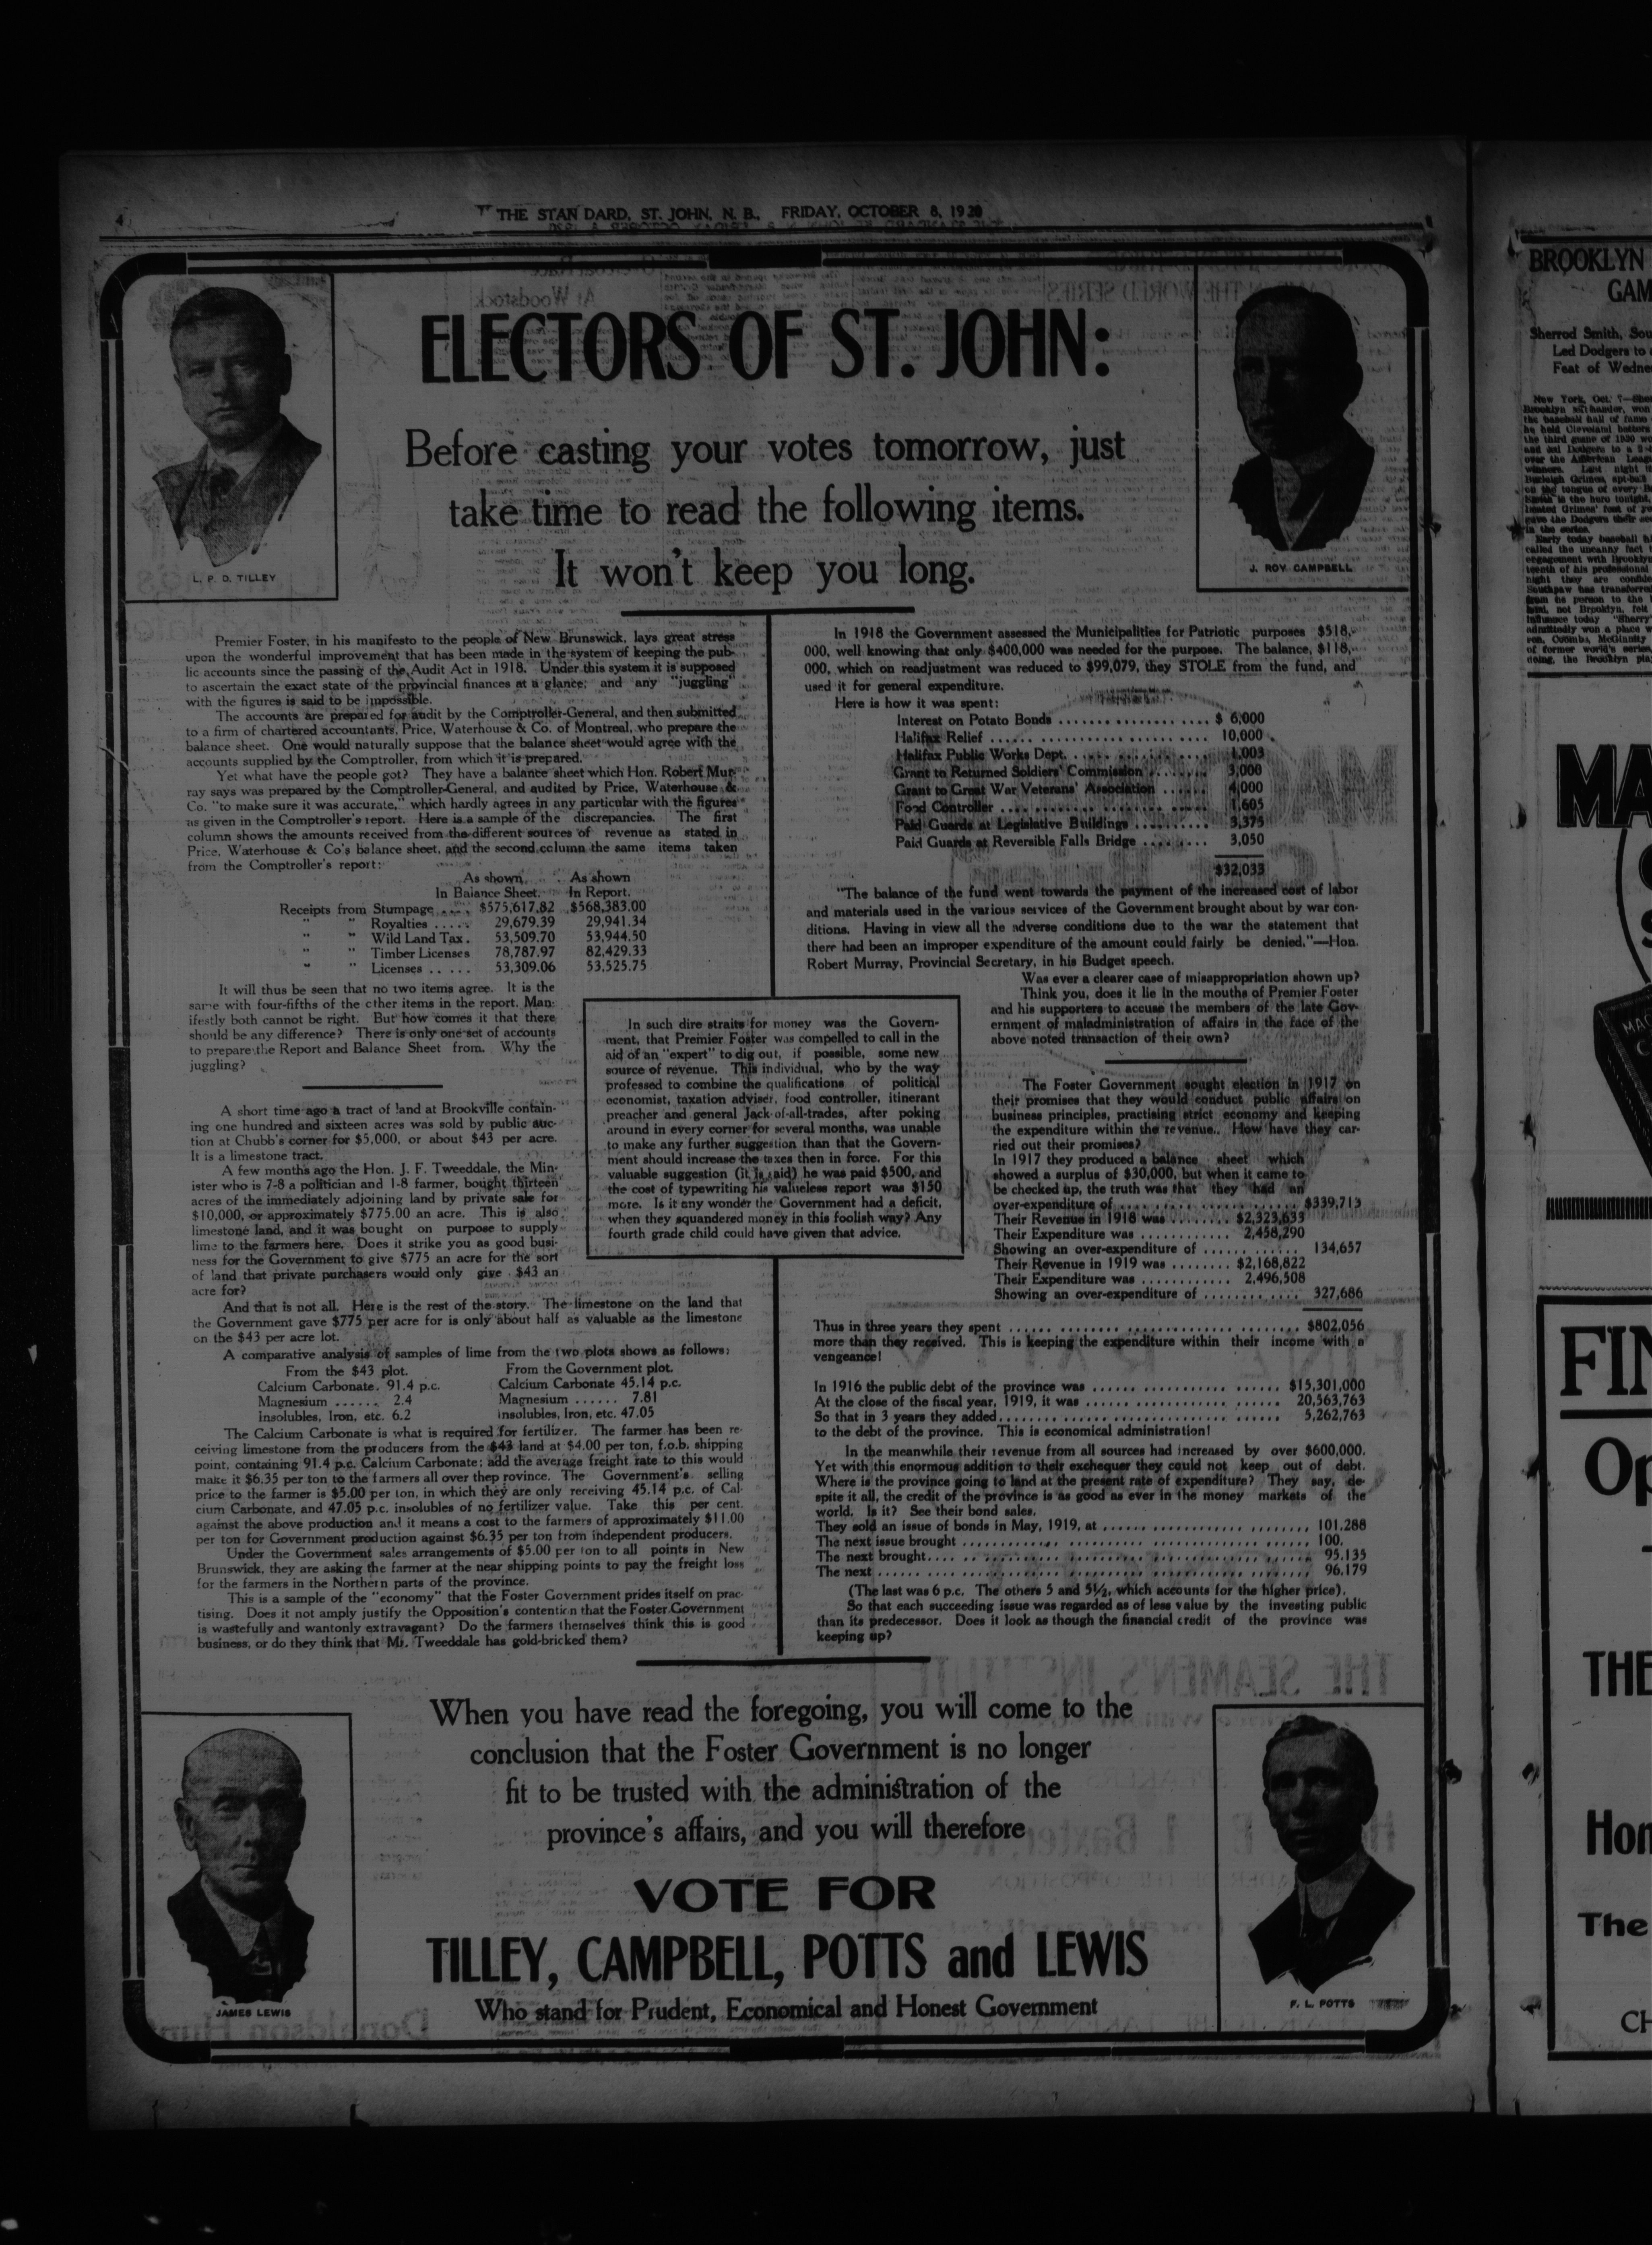 4
THE STANDARD, ST. JOHN, N. B., FRIDAY, OCTOBER 8, 1920
ELECTORS OF ST. JOHN:
Before casting your votes tomorrow, just
take time to read the following items.
It won't keep you long.
L. P. D. TILLEY
J. ROY CAMPBELL
Premier Foster, in his manifesto to the people of New Brunswick, lays great stress
upon the wonderful improvement that has been made in the system of keeping the pub-
lic accounts since the passing of the Audit Act in 1918. Under this system it is supposed
to ascertain the exact state of the provincial finances at a glance; and any "juggling"
with the figures is said to be impossible.
The accounts are prepared for audit by the Comptroller-General, and then submitted
to a firm of chartered accountants, Price, Waterhouse & Co. of Montreal, who prepare the
balance sheet. One would naturally suppose that the balance sheet would agree with the
accounts supplied by the Comptroller, from which it is prepared.
Yet what have the people got? They have a balance sheet which Hon. Robert Mur-
ray says was prepared by the Comptroller-General, and audited by Price, Waterhouse &
Co. "to make sure it was accurate," which hardly agrees in any particular with the figures
as given in the Comptroller's report. Here is a sample of the discrepancies. The first
column shows the amounts received from the different sources of revenue as stated in
Price, Waterhouse & Co's balance sheet, and the second column the same items taken
from the Comptroller's report:
As shown As shown
In Balance Sheet. In Report.
Receipts from Stumpage .... $575,617.82 $568,383.00
" " Royalties ..... 29,679.39 29,941.34
" " Wild Land Tax. 53,509.70 53,944.50
" " Timber Licenses 78,787.97 82,429.33
" " Licenses ..... 53,309.06 53,525.75
It will thus be seen that no two items agree. It is the
same with four-fifths of the other items in the report. Man-
ifestly both cannot be right. But how comes it that there
should be any difference? There is only one set of accounts
to prepare the Report and Balance Sheet from. Why the
juggling?
A short time ago a tract of land at Brookville contain-
ing one hundred and sixteen acres was sold by public auc-
tion at Chubb's corner for $5,000, or about $43 per acre.
It is a limestone tract.
A few months ago the Hon. J. F. Tweeddale, the Min-
ister who is 7-8 a politician and 1-8 farmer, bought thirteen
acres of the immediately adjoining land by private sale for
$10,000, or approximately $775.00 an acre. This is also
limestone land, and it was bought on purpose to supply
lime to the farmers here. Does it strike you as good busi-
ness for the Government to give $775 an acre for the sort
of land that private purchasers would only give $43 an
acre for?
And that is not all. Here is the rest of the story. The limestone on the land that
the Government gave $775 per acre for is only about half as valuable as the limestone
on the $43 per acre lot.
A comparative analysis of samples of lime from the two plots shows as follows:
From the $43 plot. From the Government plot.
Calcium Carbonate. 91.4 p.c. Calcium Carbonate 45.14 p.c.
Magnesium ...... 2.4 Magnesium ...... 7.81
Insolubles, Iron, etc. 6.2 Insolubles, Iron, etc. 47.05
The Calcium Carbonate is what is required for fertilizer. The farmer has been re-
ceiving limestone from the producers from the $43 land at $4.00 per ton, f.o.b. shipping
point, containing 91.4 p.c. Calcium Carbonate; add the average freight rate to this would
make it $6.35 per ton to the farmers all over thep rovince. The Government's selling
price to the farmer is $5.00 per ton, in which they are only receiving 45.14 p.c. of Cal-
cium Carbonate, and 47.05 p.c. insolubles of no fertilizer value. Take this per cent.
against the above production and it means a cost to the farmers of approximately $11.00
per ton for Government production against $6.35 per ton from independent producers.
Under the Government sales arrangements of $5.00 per ton to all points in New
Brunswick, they are asking the farmer at the near shipping points to pay the freight loss
for the farmers in the Northern parts of the province.
This is a sample of the "economy" that the Foster Government prides itself on prac-
tising. Does it not amply justify the Opposition's contention that the Foster Government
is wastefully and wantonly extravagant? Do the farmers themselves think this is good
business, or do they think that Mr. Tweeddale has gold-bricked them?
In such dire straits for money was the Govern-
ment, that Premier Foster was compelled to call in the
aid of an "expert" to dig out, if possible, some new
source of revenue. This individual, who by the way
professed to combine the qualifications of political
economist, taxation adviser, food controller, itinerant
preacher and general Jack-of-all-trades, after poking
around in every corner for several months, was unable
to make any further suggestion than that the Govern-
ment should increase the taxes then in force. For this
valuable suggestion (it is said) he was paid $500, and
the cost of typewriting his valueless report was $150
more. Is it any wonder the Government had a deficit,
when they squandered money in this foolish way? Any
fourth grade child could have given that advice.
In 1918 the Government assessed the Municipalities for Patriotic purposes $518,-
000, well knowing that only $400,000 was needed for the purpose. The balance, $118,-
000, which on readjustment was reduced to $99,079, they STOLE from the fund, and
used it for general expenditure.
Here is how it was spent:
Interest on Potato Bonds .................. $ 6,000
Halifax Relief ........................... 10,000
Halifax Public Works Dept. ................ 1,003
Grant to Returned Soldiers' Commission ....... 3,000
Grant to Great War Veterans' Association ...... 4,000
Food Controller .......................... 1,605
Paid Guards at Legislative Buildings .......... 3,375
Paid Guards at Reversible Falls Bridge ........ 3,050
$32,033
"The balance of the fund went towards the payment of the increased cost of labor
and materials used in the various services of the Government brought about by war con-
ditions. Having in view all the adverse conditions due to the war the statement that
there had been an improper expenditure of the amount could fairly be denied."—Hon.
Robert Murray, Provincial Secretary, in his Budget speech.
Was ever a clearer case of misappropriation shown up?
Think you, does it lie in the mouths of Premier Foster
and his supporters to accuse the members of the late Gov-
ernment of maladministration of affairs in the face of the
above noted transaction of their own?
The Foster Government sought election in 1917 on
their promises that they would conduct public affairs on
business principles, practising strict economy and keeping
the expenditure within the revenue.. How have they car-
ried out their promises?
In 1917 they produced a balance sheet which
showed a surplus of $30,000, but when it came to
be checked up, the truth was that they had an
over-expenditure of ...................... $339,713
Their Revenue in 1918 was ........ $2,323,633
Their Expenditure was ............ 2,458,290
Showing an over-expenditure of ............ 134,657
Their Revenue in 1919 was ........ $2,168,822
Their Expenditure was ............ 2,496,508
Showing an over-expenditure of ............ 327,686
Thus in three years they spent .................................. $802,056
more than they received. This is keeping the expenditure within their income with a
vengeance!
In 1916 the public debt of the province was ........................ $15,301,000
At the close of the fiscal year, 1919, it was ........................ 20,563,763
So that in 3 years they added.................................. 5,262,763
to the debt of the province. This is economical administration!
In the meanwhile their revenue from all sources had increased by over $600,000.
Yet with this enormous addition to their exchequer they could not keep out of debt.
Where is the province going to land at the present rate of expenditure? They say, de-
spite it all, the credit of the province is as good as ever in the money markets of the
world. Is it? See their bond sales.
They sold an issue of bonds in May, 1919, at ........................ 101.288
The next issue brought ........................................ 100.
The next brought........................................ 95.135
The next ........................................ 96.179
(The last was 6 p.c. The others 5 and 5½, which accounts for the higher price).
So that each succeeding issue was regarded as of less value by the investing public
than its predecessor. Does it look as though the financial credit of the province was
keeping up?
When you have read the foregoing, you will come to the
conclusion that the Foster Government is no longer
fit to be trusted with the administration of the
province's affairs, and you will therefore
VOTE FOR
TILLEY, CAMPBELL, POTTS and LEWIS
Who stand for Prudent, Economical and Honest Government
JAMES LEWIS
F. L. POTTS
BROOKLYN
GAM
Sherrod Smith, Sou
Led Dodgers to
Feat of Wedne
MA
FIN
Op
THE
Hon
The
CH